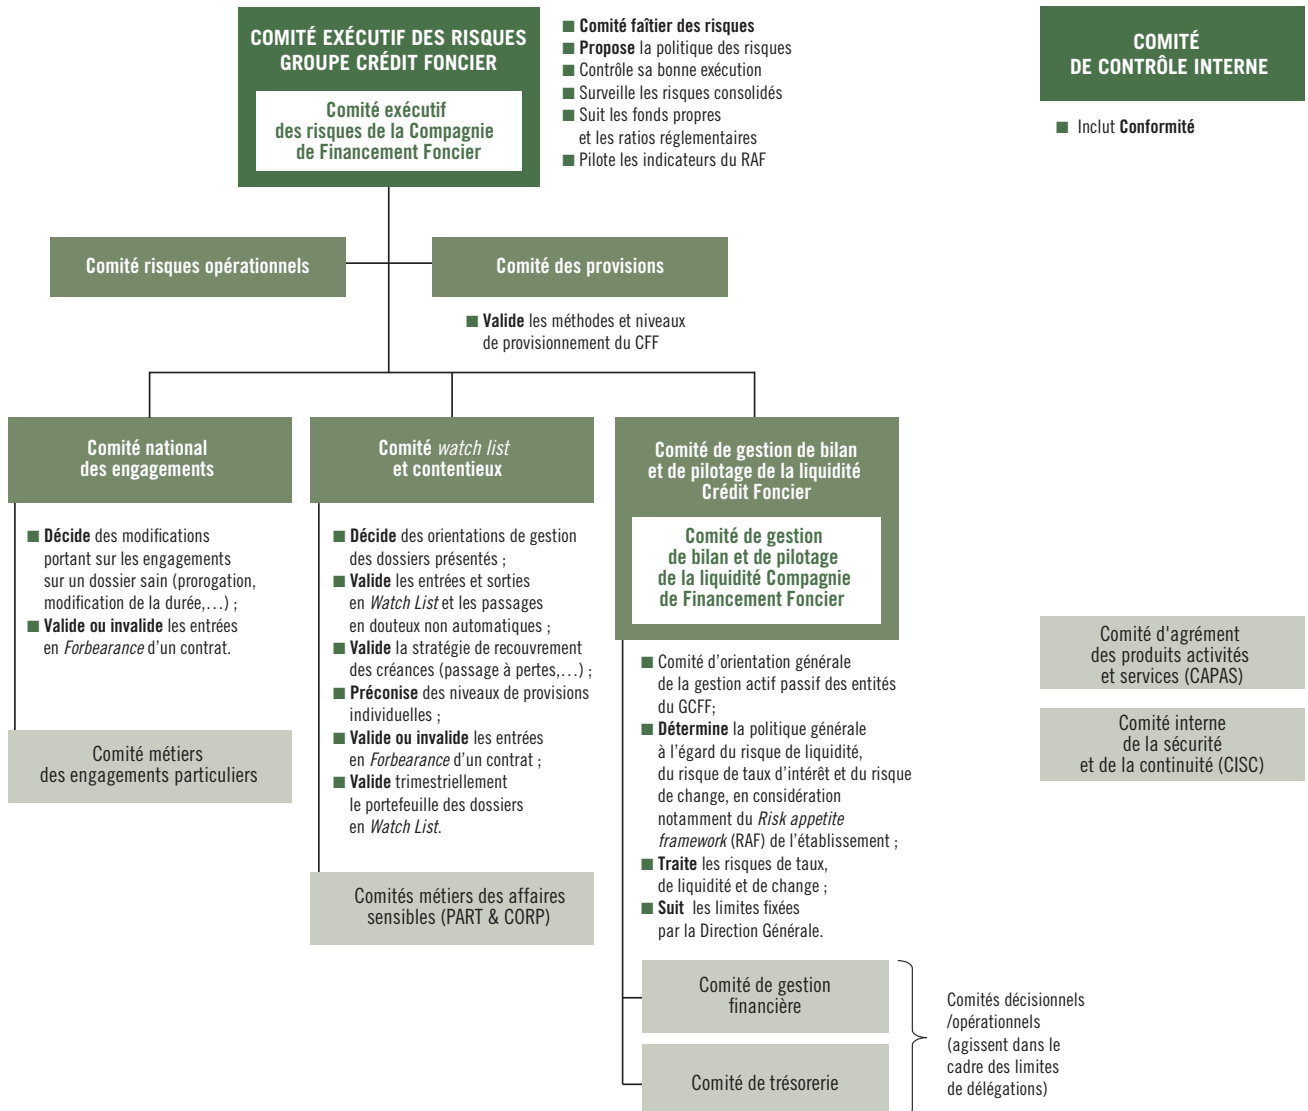 COMITÉ EXÉCUTIF DES RISQUES
GROUPE CRÉDIT FONCIER
Comité exécutif
des risques de la Compagnie
de Financement Foncier
■ Comité faîtier des risques
■ Propose la politique des risques
■ Contrôle sa bonne exécution
■ Surveille les risques consolidés
■ Suit les fonds propres
et les ratios réglementaires
■ Pilote les indicateurs du RAF
COMITÉ
DE CONTRÔLE INTERNE
■ Inclut Conformité
Comité risques opérationnels
Comité des provisions
■ Valide les méthodes et niveaux
de provisionnement du CFF
Comité national
des engagements
■ Décide des modifications
portant sur les engagements
sur un dossier sain (prorogation,
modification de la durée,…) ;
■ Valide ou invalide les entrées
en Forbearance d'un contrat.
Comité métiers
des engagements particuliers
Comité watch list
et contentieux
■ Décide des orientations de gestion
des dossiers présentés ;
■ Valide les entrées et sorties
en Watch List et les passages
en douteux non automatiques ;
■ Valide la stratégie de recouvrement
des créances (passage à pertes,…) ;
■ Préconise des niveaux de provisions
individuelles ;
■ Valide ou invalide les entrées
en Forbearance d'un contrat ;
■ Valide trimestriellement
le portefeuille des dossiers
en Watch List.
Comités métiers des affaires
sensibles (PART & CORP)
Comité de gestion de bilan
et de pilotage de la liquidité
Crédit Foncier
Comité de gestion
de bilan et de pilotage
de la liquidité Compagnie
de Financement Foncier
■ Comité d'orientation générale
de la gestion actif passif des entités
du GCFF;
■ Détermine la politique générale
à l'égard du risque de liquidité,
du risque de taux d'intérêt et du risque
de change, en considération
notamment du Risk appetite
framework (RAF) de l'établissement ;
■ Traite les risques de taux,
de liquidité et de change ;
■ Suit les limites fixées
par la Direction Générale.
Comité de gestion
financière
Comité de trésorerie
Comités décisionnels
/opérationnels
(agissent dans le
cadre des limites
de délégations)
Comité d'agrément
des produits activités
et services (CAPAS)
Comité interne
de la sécurité
et de la continuité (CISC)